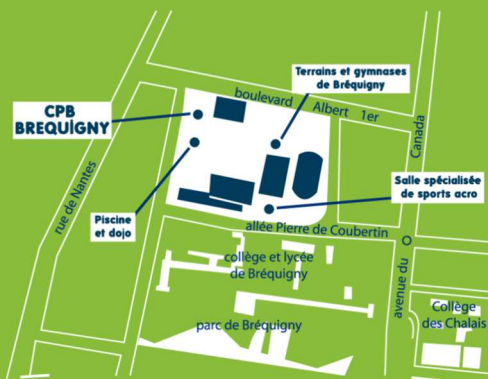 Terrains et gymnases
de Bréquigny
boulevard Albert 1er
CPB
BREQUIGNY
Canada
rue de Nantes
Salle spécialisée
de sports acro
Piscine
et dojo
allée Pierre de Coubertin
collège et lycée
de Bréquigny
avenue du
Collège
des Chalais
parc de Bréquigny